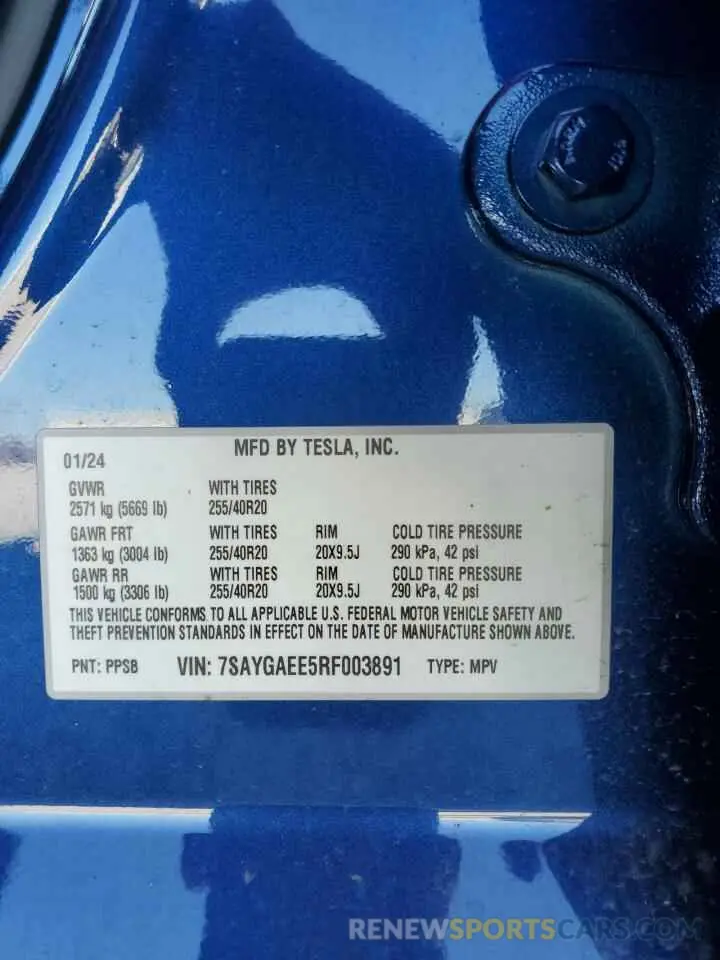 MFD BY TESLA, INC.
01/24
GVWR WITH TIRES
2571 kg (5669 lb) 255/40R20
GAWR FRT WITH TIRES RIM COLD TIRE PRESSURE
1363 kg (3004 lb) 255/40R20 20X9.5J 290 kPa, 42 psi
GAWR RR WITH TIRES RIM COLD TIRE PRESSURE
1500 kg (3306 lb) 255/40R20 20X9.5J 290 kPa, 42 psi
THIS VEHICLE CONFORMS TO ALL APPLICABLE U.S. FEDERAL MOTOR VEHICLE SAFETY AND
THEFT PREVENTION STANDARDS IN EFFECT ON THE DATE OF MANUFACTURE SHOWN ABOVE.
PNT: PPSB VIN: 7SAYGAEE5RF003891 TYPE: MPV
RENEWSPORTSCARS.COM